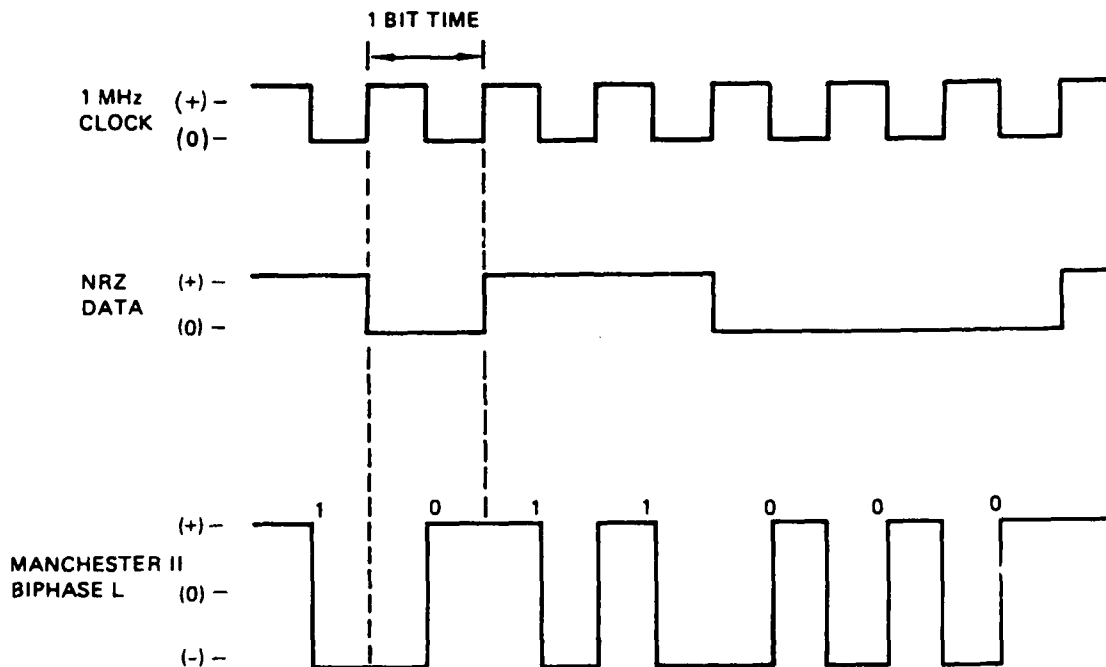 1 BIT TIME
1 MHz
CLOCK
(+) –
(0) –
NRZ
DATA
(+) –
(0) –
1 0 1 1 0 0 0
MANCHESTER II
BIPHASE L
(+) –
(0) –
(-) –